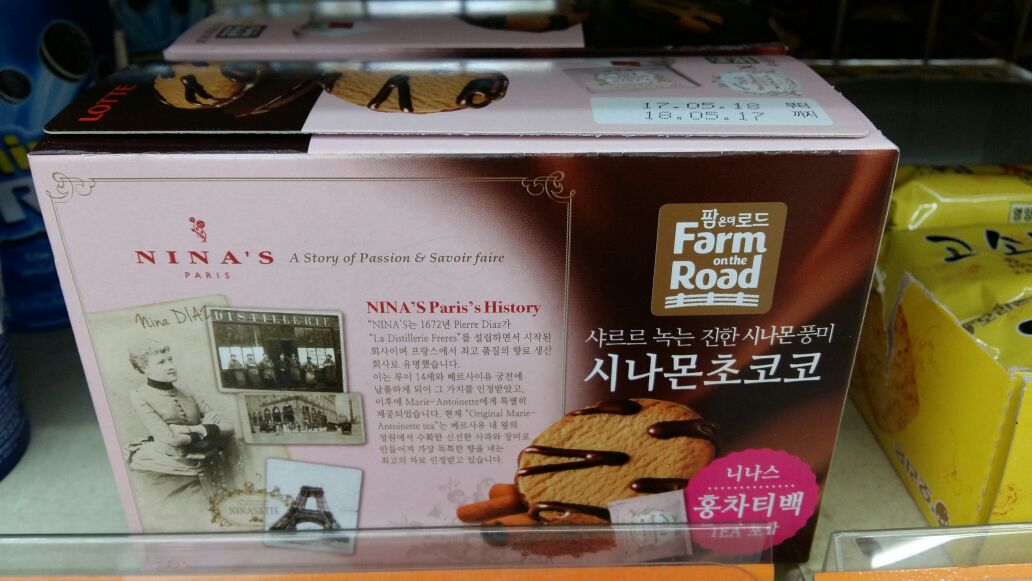 LOTTE
17.05.18 부터
18.05.17 까지
NINA'S
PARIS
A Story of Passion & Savoir faire
Nina DIAZ
DISTILLERIE
NINA'S Paris's History
"NINA'S는 1672년 Pierre Diaz가
"La Distillerie Freres"를 설립하면서 시작된
회사이며 프랑스에서 최고 품질의 향료 생산
회사로 유명했습니다.
이는 루이 14세와 베르사이유 궁전에
납품하게 되어 그 가치를 인정받았고,
이후에 Marie-Antoinette에게 특별히
제공되었습니다. 현재 "Original Marie-
Antoinette tea"는 베르사유 내 왕의
정원에서 수확한 신선한 사과와 장미로
만들어져 가장 독특한 향을 내는
최고의 차로 인정받고 있습니다.
팜온더로드
Farm
on the
Road
샤르르 녹는 진한 시나몬 풍미
시나몬초코쿠
니나스
홍차티백
"TEA" 포함
NINASETTE
고소